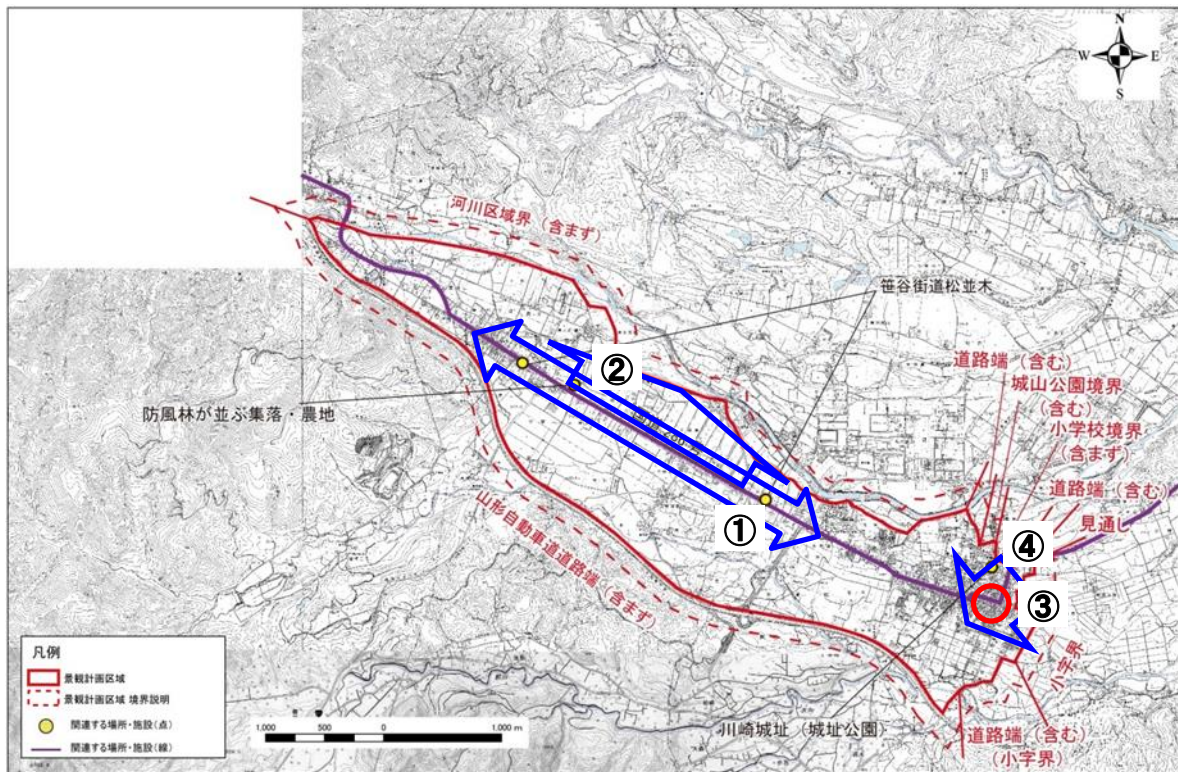 N
W
E
S
河川区域界（含まず）
笹谷街道松並木
道路端（含む）
城山公園境界
（含む）
小学校境界
（含まず）
道路端（含む）
見通し
②
防風林が並ぶ集落・農地
①
④
③
山形自動車道道路端（含まず）
小字界
川崎城址（城址公園）
道路端（含む）
（小字界）
凡例
景観計画区域
景観計画区域 境界説明
関連する場所・施設（点）
関連する場所・施設（線）
1,000 500 0 1,000 m